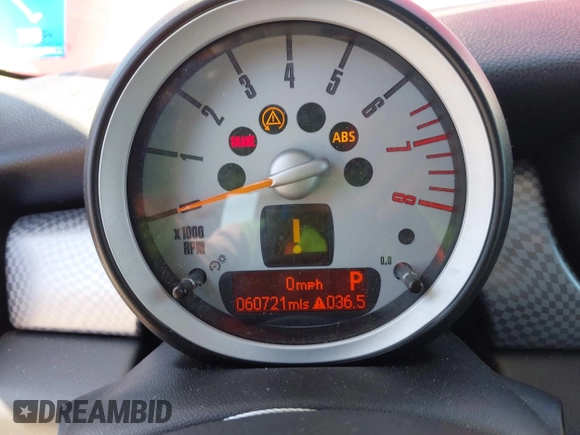 1 2 3 4 5 6 7 8
BRAKE
ABS
X1000
RPM
!
0.0
0mph P
060721mls 036.5
DREAMBID